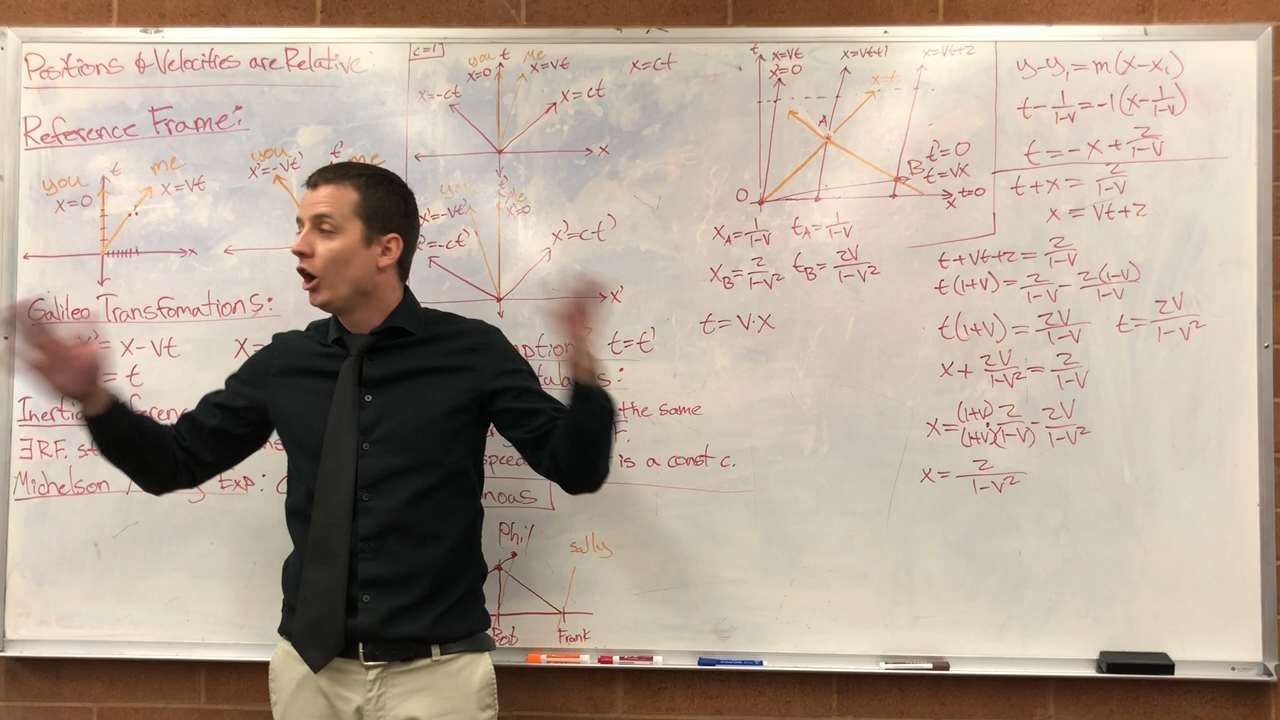 Positions & Velocities are Relative:
Reference Frame:
you
x=0
t
me
x=vt
x
you
x'=-vt'
t'
me
Galileo Transfomations:
= x-vt
x=
= t
t=t'
the same
∃R.F.
is a const c.
Michelson
Exp:
c=1
you
x=0
t
me
x=vt
x=ct
x=-ct
x=ct
x
x'=-vt'
me
x'=0
=-ct'
x'=ct'
x'
Phil
sally
Bob
Frank
t
x=vt
x'=0
x=vt+1
x=vt+2
x=t
A
B
t'=0
t=vx
O
x
t=0
x_A=1/(1-v) t_A=1/(1-v)
x_B=2/(1-v²) t_B=2v/(1-v²)
t=v·x
y-y₁=m(x-x₁)
t-1/(1-v)=-1(x-1/(1-v))
t=-x+2/(1-v)
t+x=2/(1-v)
x=vt+2
t+vt+2=2/(1-v)
t(1+v)=2/(1-v)-2(1-v)/(1-v)
t(1+v)=2v/(1-v) t=2v/(1-v²)
x+2v/(1-v²)=2/(1-v)
x=(1+v)2/((1+v)(1-v))-2v/(1-v²)
x=2/(1-v²)